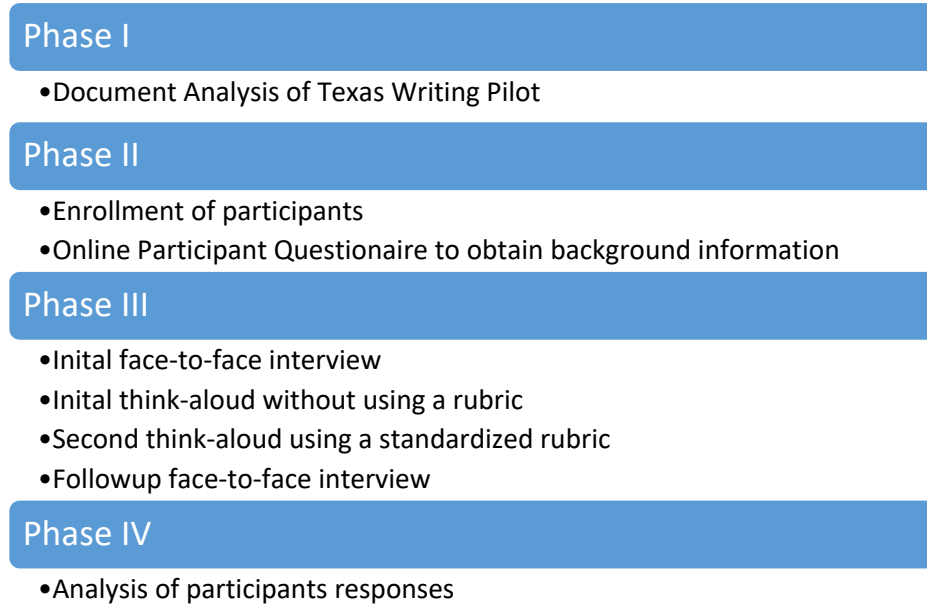 Phase I
•Document Analysis of Texas Writing Pilot
Phase II
•Enrollment of participants
•Online Participant Questionaire to obtain background information
Phase III
•Inital face-to-face interview
•Inital think-aloud without using a rubric
•Second think-aloud using a standardized rubric
•Followup face-to-face interview
Phase IV
•Analysis of participants responses